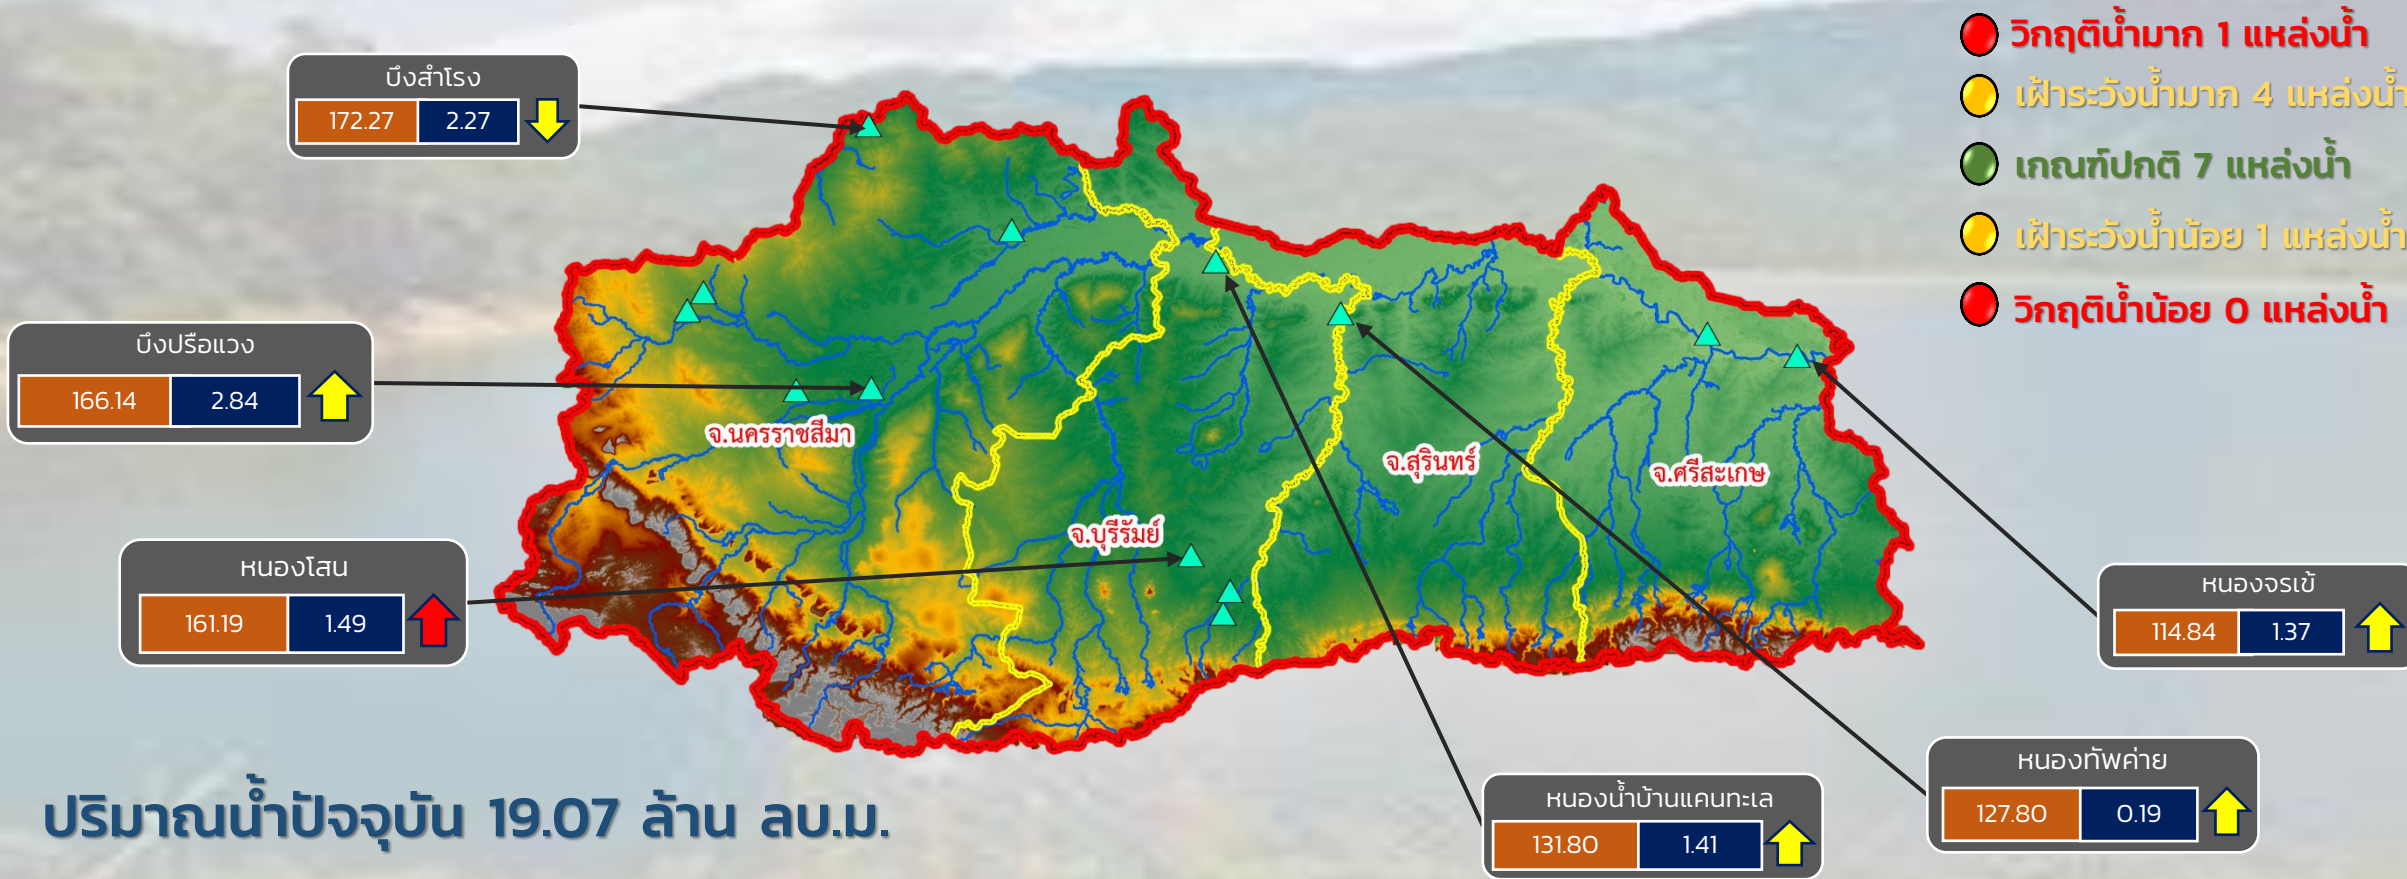 วิกฤติน้ำมาก 1 แหล่งน้ำ
เฝ้าระวังน้ำมาก 4 แหล่งน้ำ
เกณฑ์ปกติ 7 แหล่งน้ำ
เฝ้าระวังน้ำน้อย 1 แหล่งน้ำ
วิกฤติน้ำน้อย 0 แหล่งน้ำ
บึงสำโรง
172.27 2.27
บึงปรือแวง
166.14 2.84
หนองโสน
161.19 1.49
จ.นครราชสีมา
จ.บุรีรัมย์
จ.สุรินทร์
จ.ศรีสะเกษ
หนองจรเข้
114.84 1.37
หนองทัพค่าย
127.80 0.19
หนองน้ำบ้านแคนทะเล
131.80 1.41
ปริมาณน้ำปัจจุบัน 19.07 ล้าน ลบ.ม.